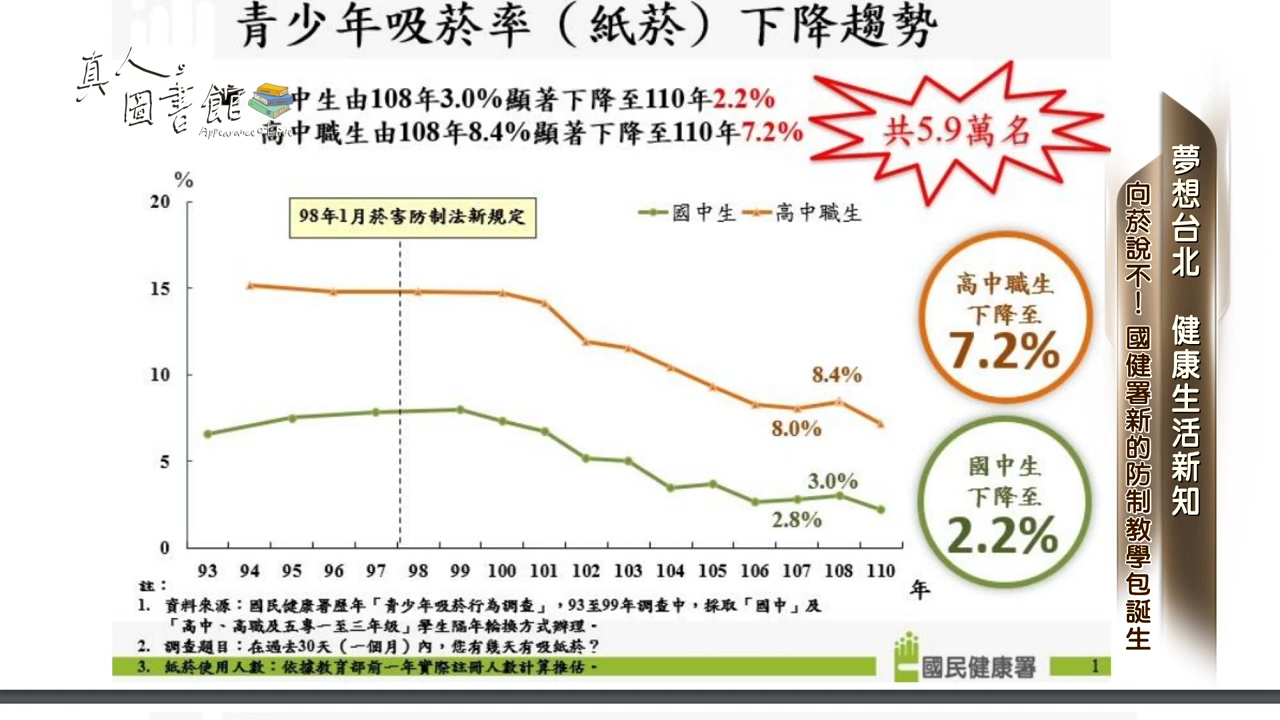 青少年吸菸率（紙菸）下降趨勢
真人圖書館
中生由108年3.0%顯著下降至110年2.2%
高中職生由108年8.4%顯著下降至110年7.2%
共5.9萬名
%
20
15
10
5
0
98年1月菸害防制法新規定
國中生 高中職生
8.4%
8.0%
3.0%
2.8%
93 94 95 96 97 98 99 100 101 102 103 104 105 106 107 108 110
年
高中職生
下降至
7.2%
國中生
下降至
2.2%
註：
1. 資料來源：國民健康署歷年「青少年吸菸行為調查」，93至99年調查中，採取「國中」及
「高中、高職及五專一至三年級」學生隔年輪換方式辦理。
2. 調查題目：在過去30天（一個月）內，您有幾天有吸紙菸？
3. 紙菸使用人數：依據教育部前一年實際註冊人數計算推估。
國民健康署
1
夢想台北 健康生活新知
向菸說不！國健署新的防制教學包誕生